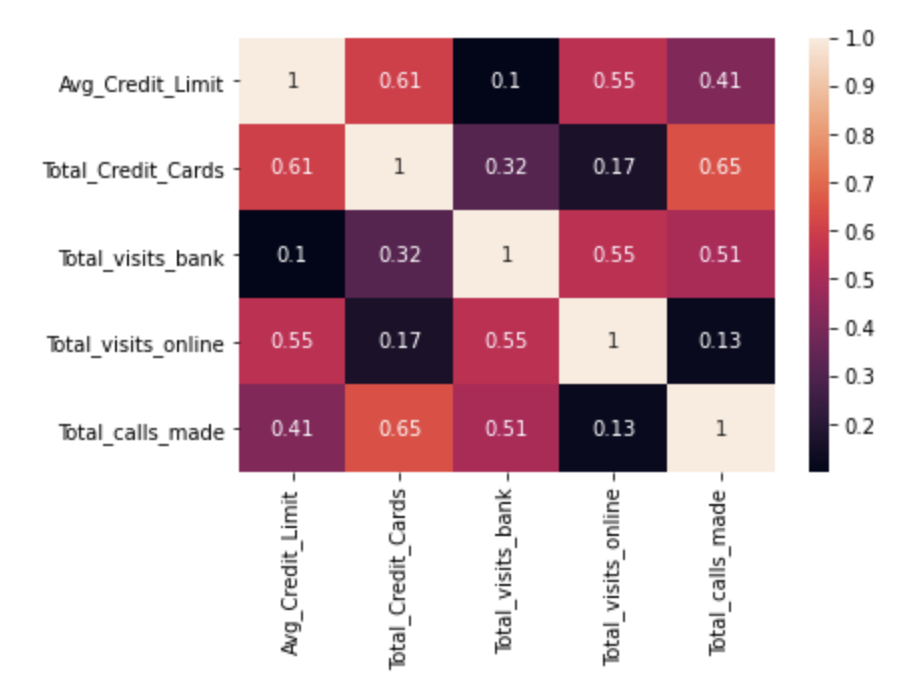 Avg_Credit_Limit 1 0.61 0.1 0.55 0.41
Total_Credit_Cards 0.61 1 0.32 0.17 0.65
Total_visits_bank 0.1 0.32 1 0.55 0.51
Total_visits_online 0.55 0.17 0.55 1 0.13
Total_calls_made 0.41 0.65 0.51 0.13 1
Avg_Credit_Limit
Total_Credit_Cards
Total_visits_bank
Total_visits_online
Total_calls_made
1.0
0.9
0.8
0.7
0.6
0.5
0.4
0.3
0.2